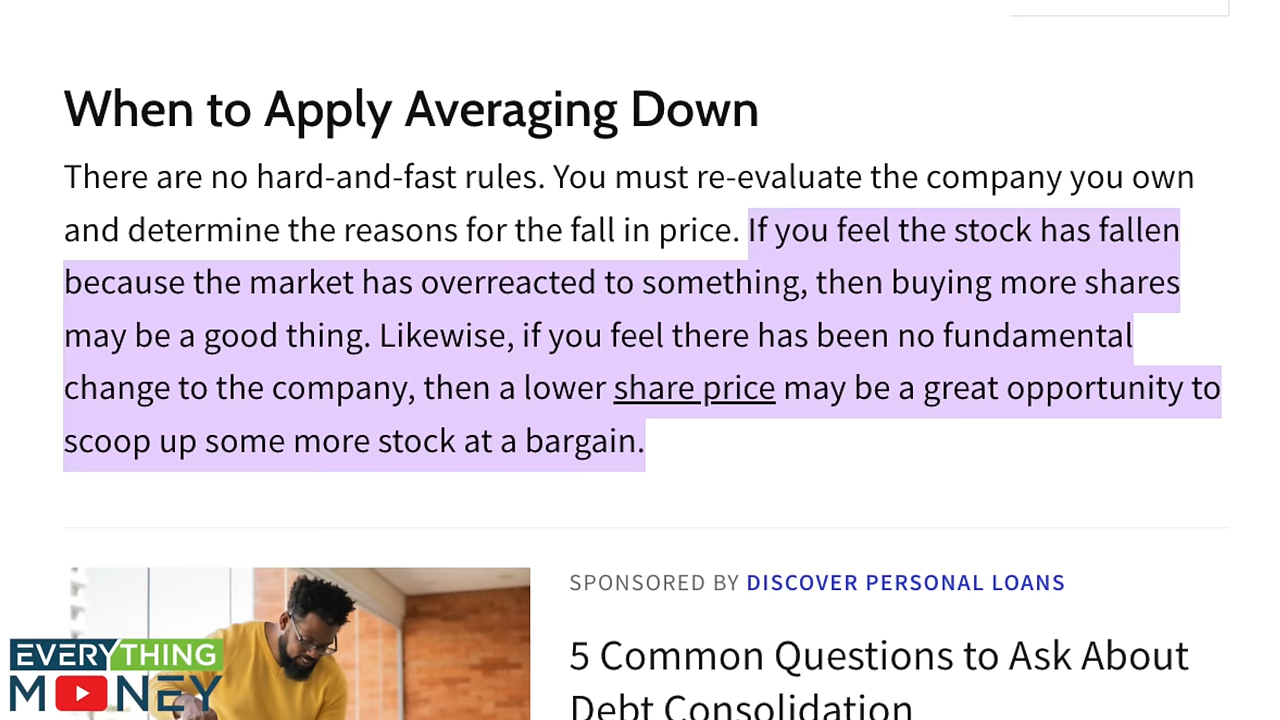 When to Apply Averaging Down
There are no hard-and-fast rules. You must re-evaluate the company you own
and determine the reasons for the fall in price. If you feel the stock has fallen
because the market has overreacted to something, then buying more shares
may be a good thing. Likewise, if you feel there has been no fundamental
change to the company, then a lower share price may be a great opportunity to
scoop up some more stock at a bargain.
SPONSORED BY DISCOVER PERSONAL LOANS
5 Common Questions to Ask About
Debt Consolidation
EVERYTHING
MONEY